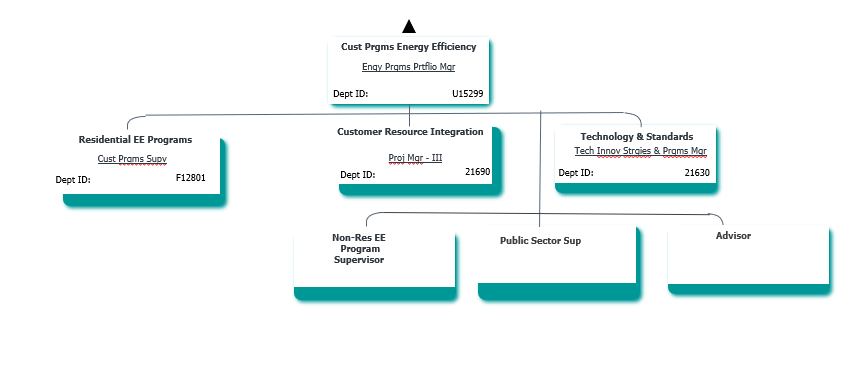 Cust Prgms Energy Efficiency
Engy Prgms Prtflio Mgr
Dept ID: U15299
Residential EE Programs
Cust Prgms Supv
Dept ID: F12801
Customer Resource Integration
Proj Mgr - III
Dept ID: 21690
Technology & Standards
Tech Innov Strgies & Prgms Mgr
Dept ID: 21630
Non-Res EE
Program
Supervisor
Public Sector Sup
Advisor